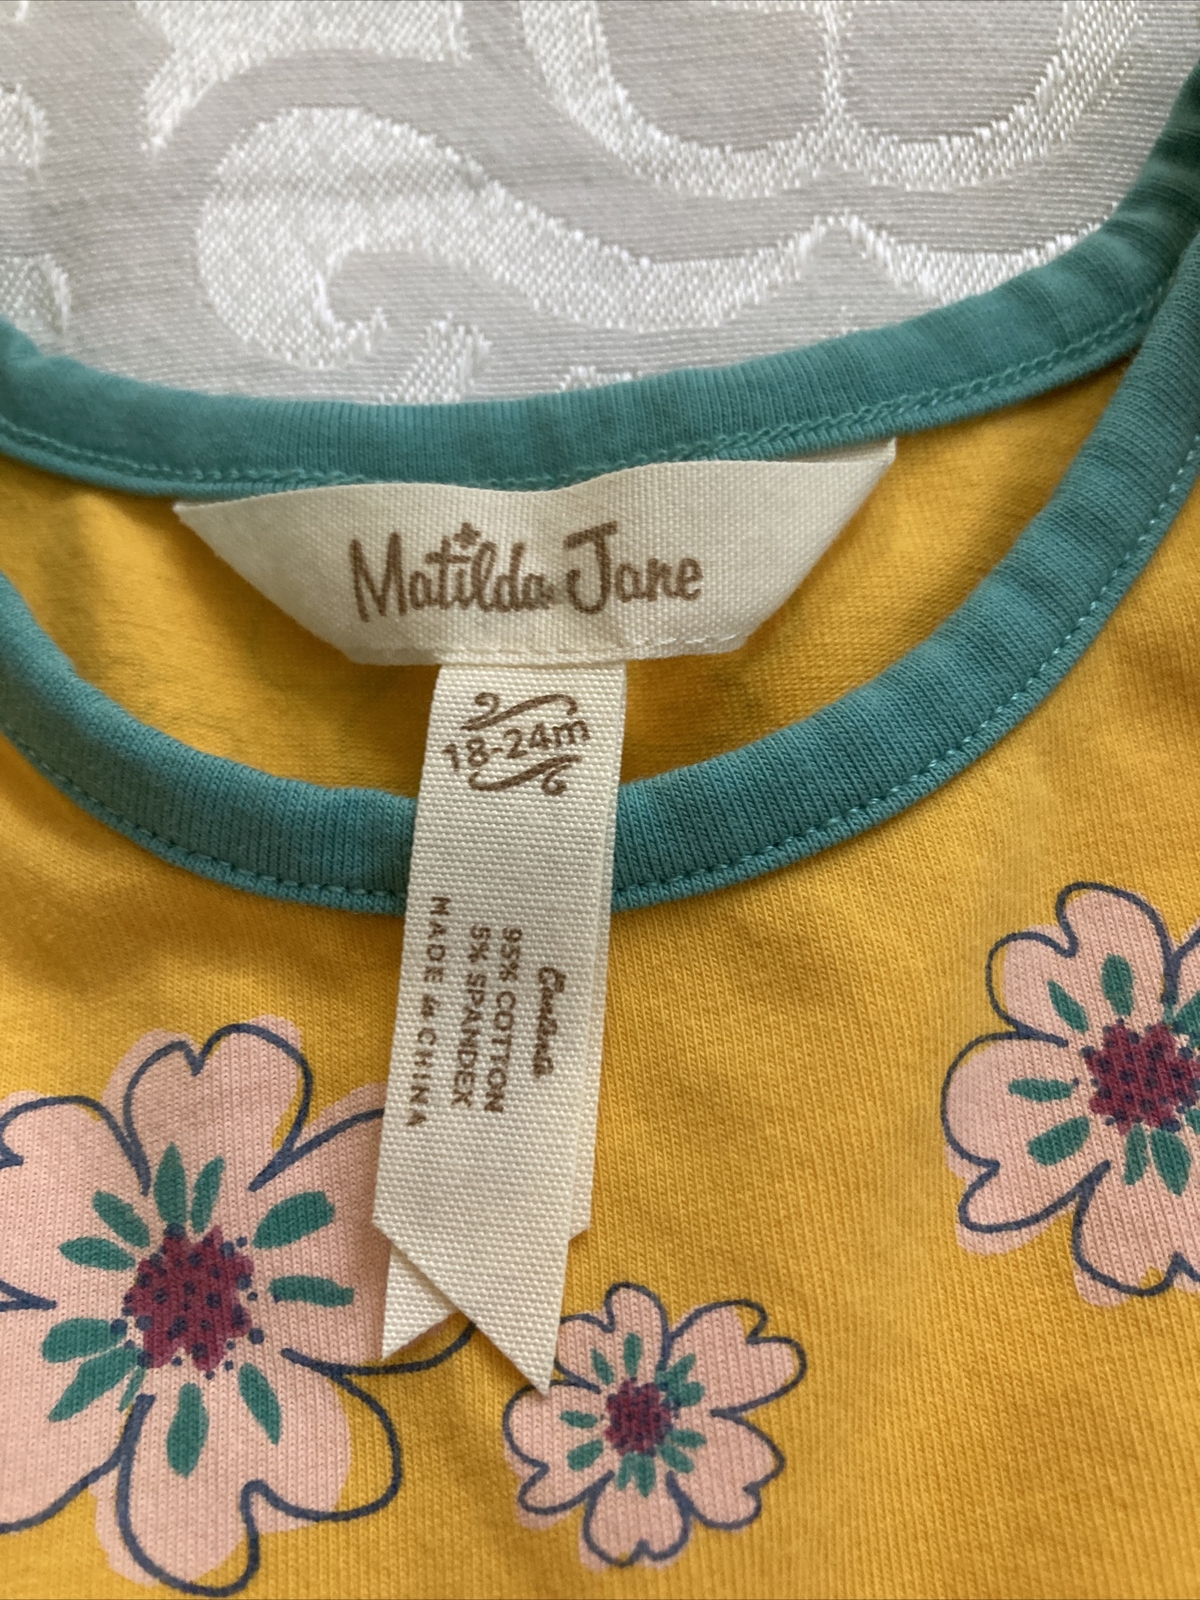 Matilda Jane
18-24m
95% COTTON
5% SPANDEX
MADE in CHINA